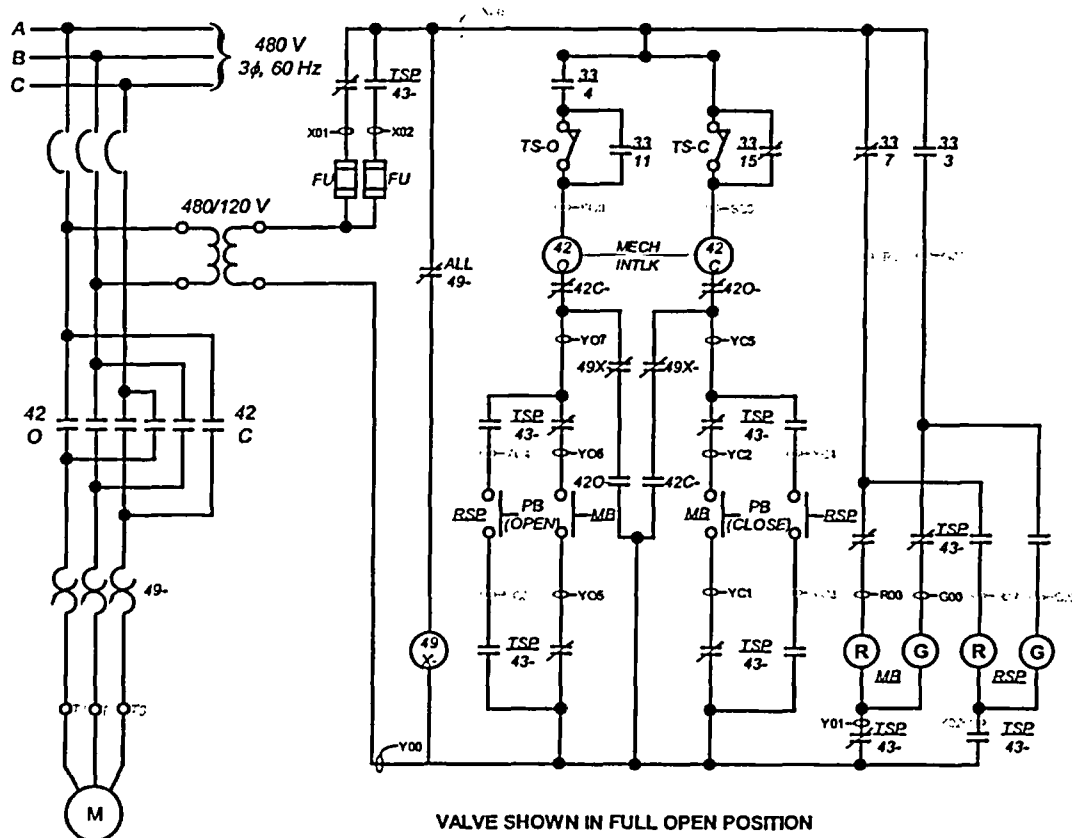 A
B
C
480 V
3ϕ, 60 Hz
TSP
43-
X01
X02
FU
FU
480/120 V
ALL
49-
33
4
TS-O
33
11
TS-C
33
15
33
7
33
3
42
O
MECH
INTLK
42
C
42C-
42O-
YO7
YC5
49X-
49X-
42
O
42
C
TSP
43-
TSP
43-
YO6
YC2
42O-
42C-
RSP
PB
(OPEN)
MB
MB
PB
(CLOSE)
RSP
TSP
43-
49-
YO5
YC1
R00
G00
TSP
43-
TSP
43-
49
X-
R
G
R
G
MB
RSP
Y01
TSP
43-
TSP
43-
Y00
M
VALVE SHOWN IN FULL OPEN POSITION